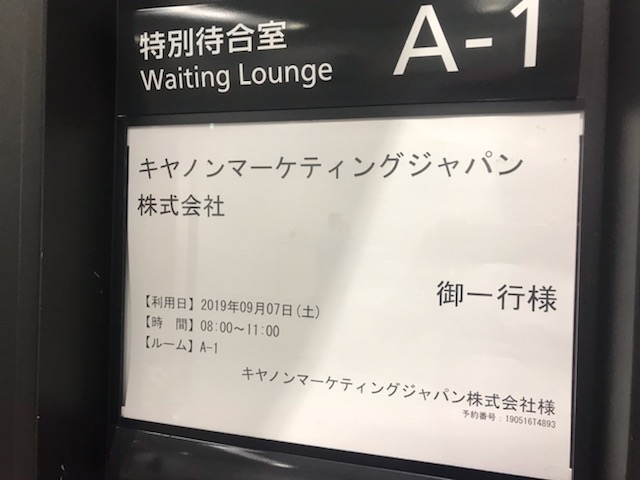 特別待合室
Waiting Lounge
A-1
キヤノンマーケティングジャパン
株式会社
御一行様
【利用日】2019年09月07日(土)
【時　間】08:00～11:00
【ルーム】A-1
キヤノンマーケティングジャパン株式会社様
予約番号：19051614893